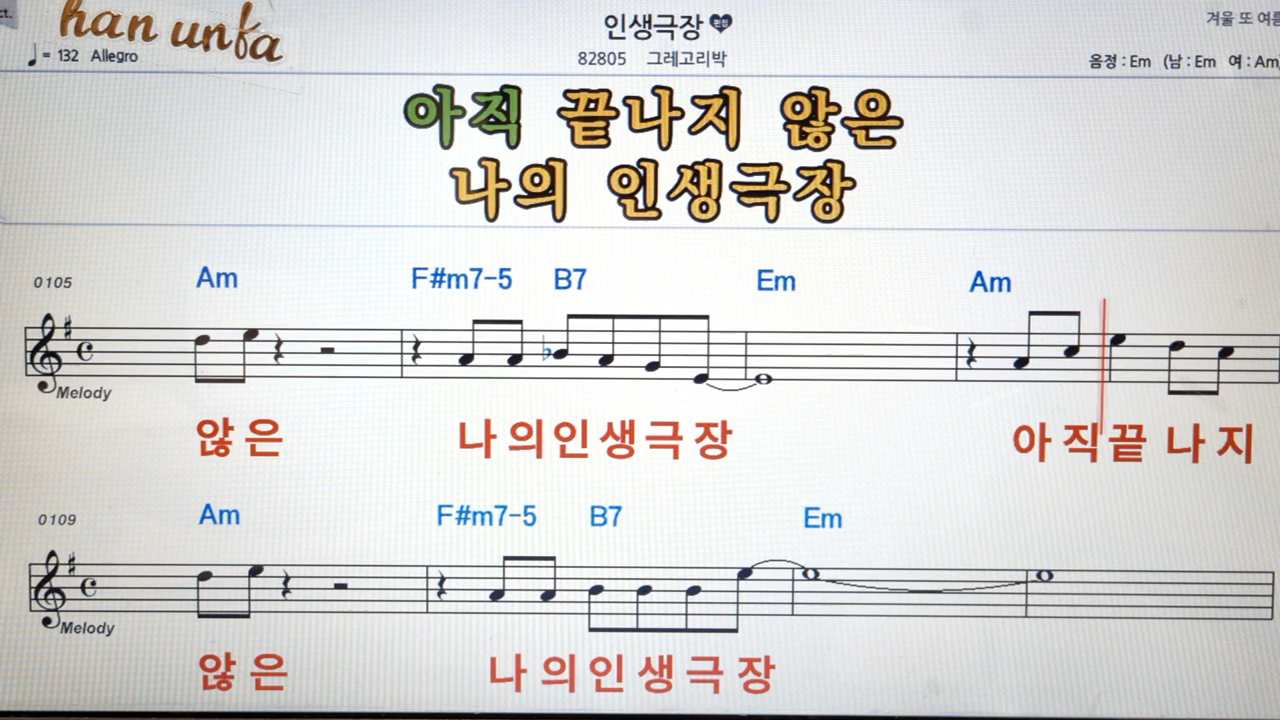 ct.
han unfa
인생극장 편집
겨울 또 여름
= 132 Allegro
82805 그레고리박
음정 : Em (남 : Em 여 : Am)
아직 끝나지 않은
나의 인생극장
0105 Am F#m7-5 B7 Em Am
Melody
않은 나의인생극장 아직끝나지
0109 Am F#m7-5 B7 Em
Melody
않은 나의인생극장